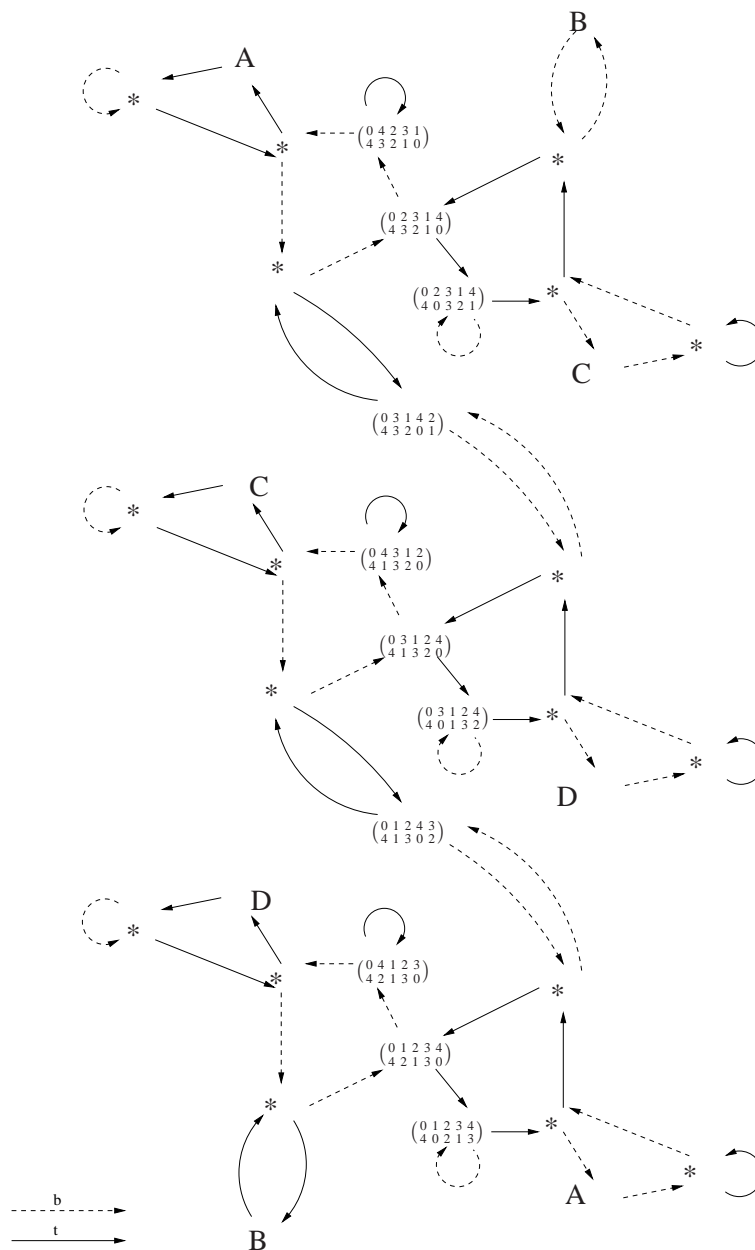 B
A
*
( 0 4 2 3 1
4 3 2 1 0 )
*
*
( 0 2 3 1 4
4 3 2 1 0 )
*
( 0 2 3 1 4
4 0 3 2 1 )
*
*
C
( 0 3 1 4 2
4 3 2 0 1 )
C
*
( 0 4 3 1 2
4 1 3 2 0 )
*
*
( 0 3 1 2 4
4 1 3 2 0 )
*
( 0 3 1 2 4
4 0 1 3 2 )
*
*
D
( 0 1 2 4 3
4 1 3 0 2 )
D
*
( 0 4 1 2 3
4 2 1 3 0 )
*
*
( 0 1 2 3 4
4 2 1 3 0 )
*
( 0 1 2 3 4
4 0 2 1 3 )
*
*
A
b
t
B